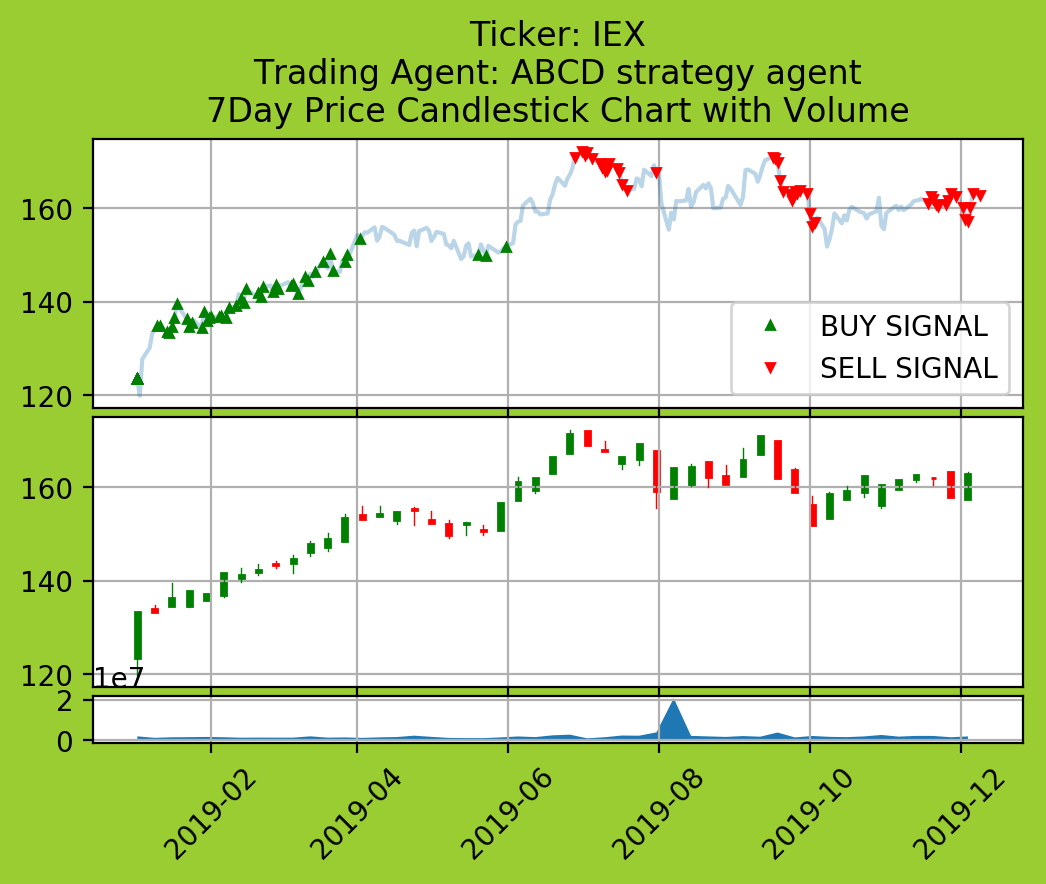 Ticker: IEX
Trading Agent: ABCD strategy agent
7Day Price Candlestick Chart with Volume
160
140
120
BUY SIGNAL
SELL SIGNAL
160
140
120
1e7
2
0
2019-02
2019-04
2019-06
2019-08
2019-10
2019-12